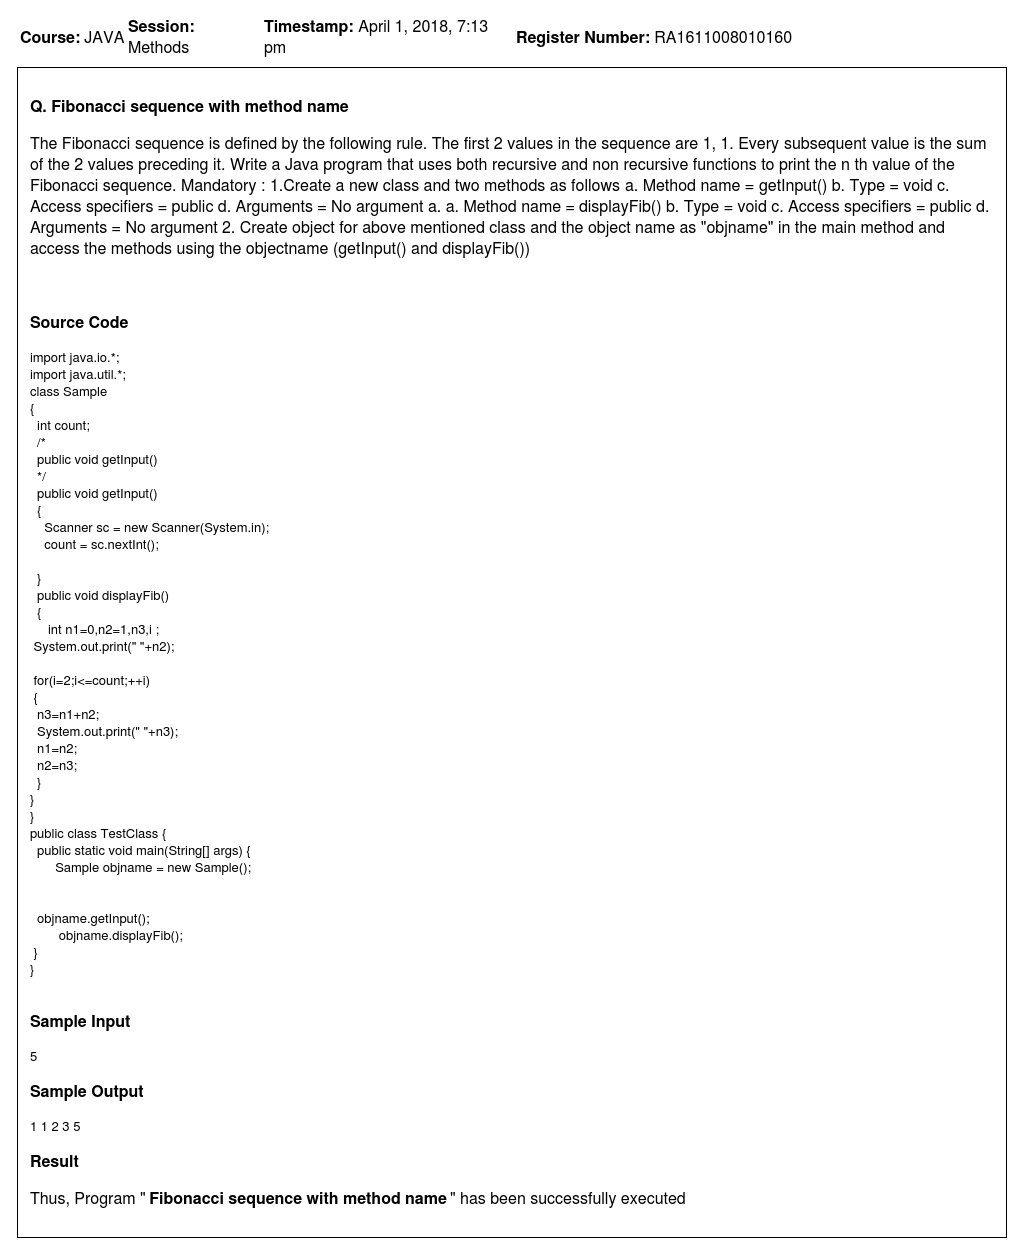 Course: JAVA Session: Methods Timestamp: April 1, 2018, 7:13 pm Register Number: RA1611008010160
Q. Fibonacci sequence with method name
The Fibonacci sequence is defined by the following rule. The first 2 values in the sequence are 1, 1. Every subsequent value is the sum
of the 2 values preceding it. Write a Java program that uses both recursive and non recursive functions to print the n th value of the
Fibonacci sequence. Mandatory : 1.Create a new class and two methods as follows a. Method name = getInput() b. Type = void c.
Access specifiers = public d. Arguments = No argument a. a. Method name = displayFib() b. Type = void c. Access specifiers = public d.
Arguments = No argument 2. Create object for above mentioned class and the object name as "objname" in the main method and
access the methods using the objectname (getInput() and displayFib())
Source Code
import java.io.*;
import java.util.*;
class Sample
{
int count;
/*
public void getInput()
*/
public void getInput()
{
Scanner sc = new Scanner(System.in);
count = sc.nextInt();
}
public void displayFib()
{
int n1=0,n2=1,n3,i ;
System.out.print(" "+n2);
for(i=2;i<=count;++i)
{
n3=n1+n2;
System.out.print(" "+n3);
n1=n2;
n2=n3;
}
}
}
public class TestClass {
public static void main(String[] args) {
Sample objname = new Sample();
objname.getInput();
objname.displayFib();
}
}
Sample Input
5
Sample Output
1 1 2 3 5
Result
Thus, Program " Fibonacci sequence with method name " has been successfully executed